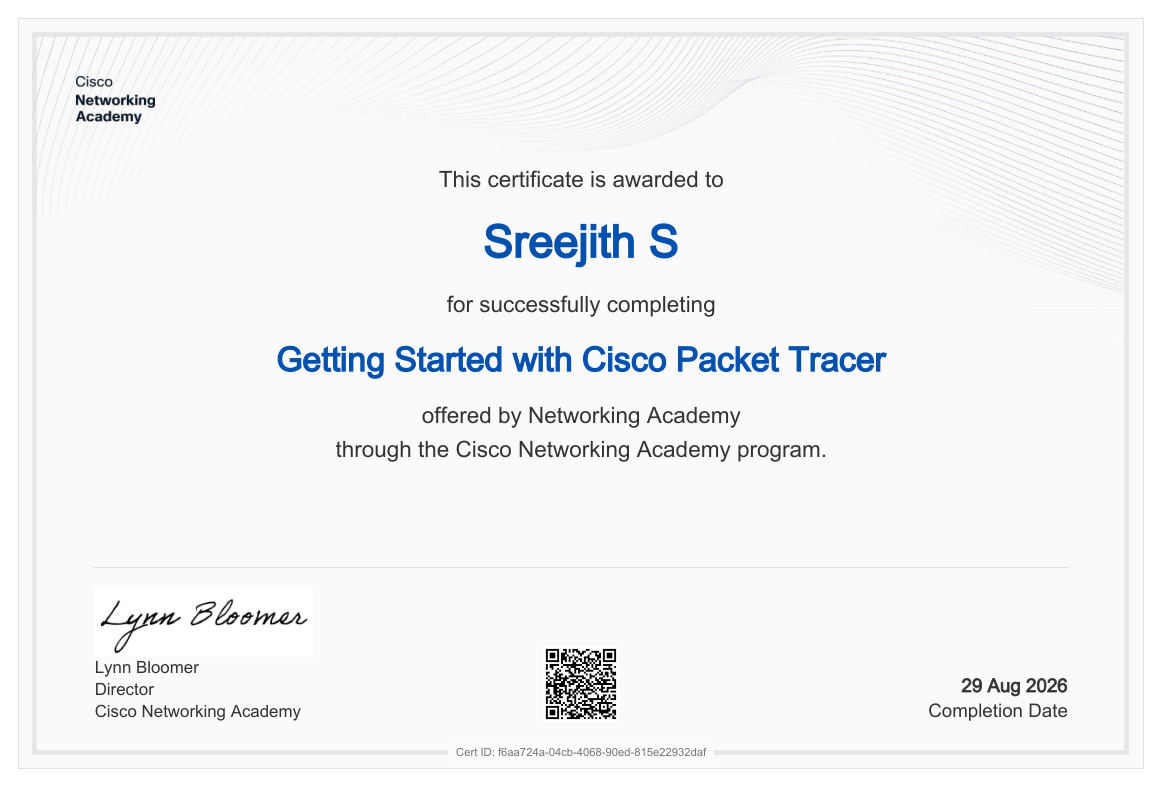 Cisco
Networking
Academy
This certificate is awarded to
Sreejith S
for successfully completing
Getting Started with Cisco Packet Tracer
offered by Networking Academy
through the Cisco Networking Academy program.
Lynn Bloomer
Lynn Bloomer
Director
Cisco Networking Academy
29 Aug 2026
Completion Date
Cert ID: f6aa724a-04cb-4068-90ed-815e22932daf